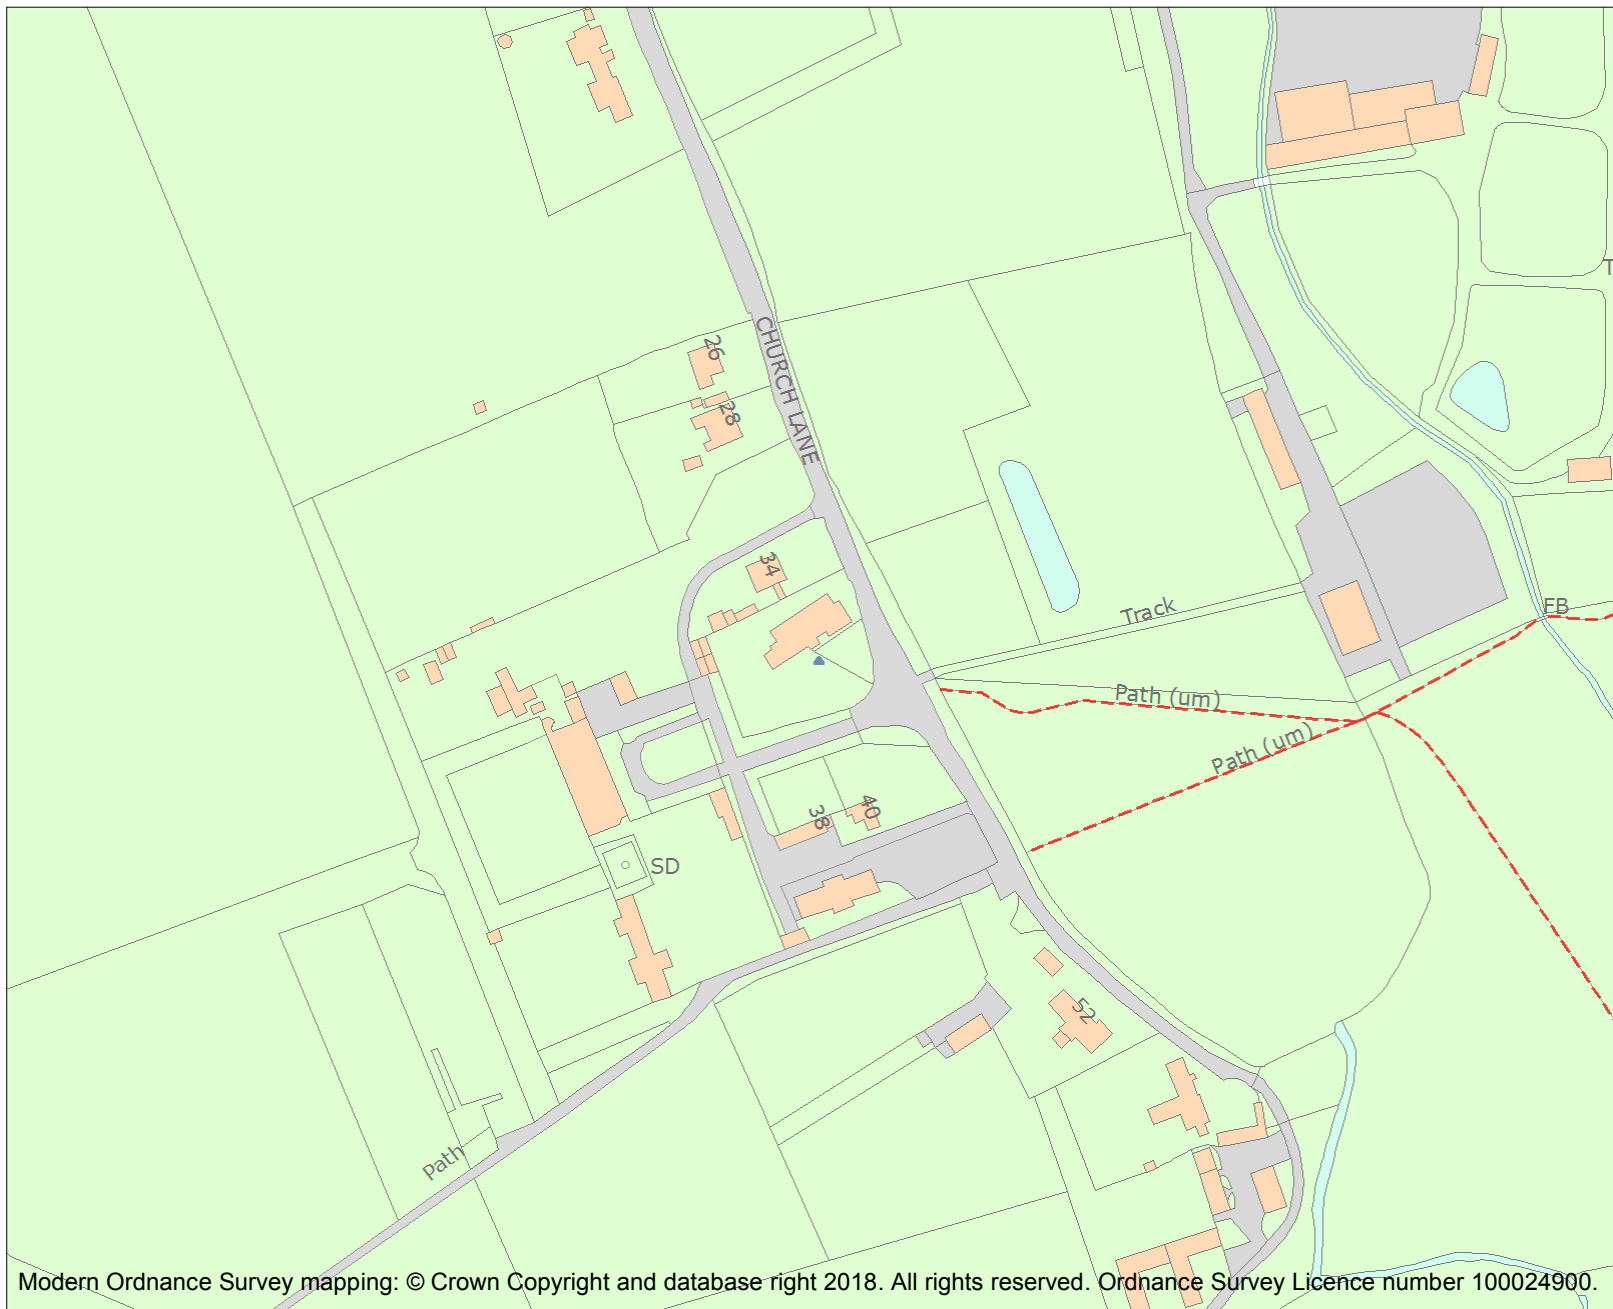 T
26
CHURCH LANE
28
34
Track
FB
Path (um)
Path (um)
38
40
SD
52
Path
Modern Ordnance Survey mapping: © Crown Copyright and database right 2018. All rights reserved. Ordnance Survey Licence number 100024900.